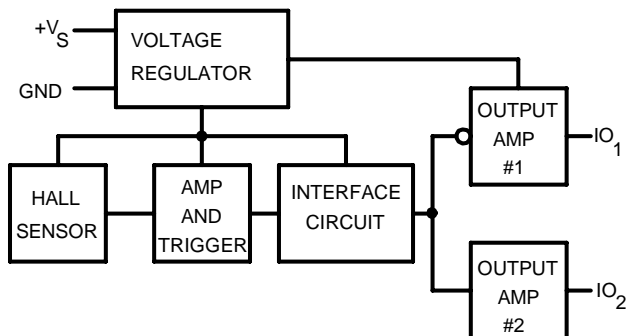 +VS
VOLTAGE
REGULATOR
GND
OUTPUT
AMP
#1
IO1
HALL
SENSOR
AMP
AND
TRIGGER
INTERFACE
CIRCUIT
OUTPUT
AMP
#2
IO2